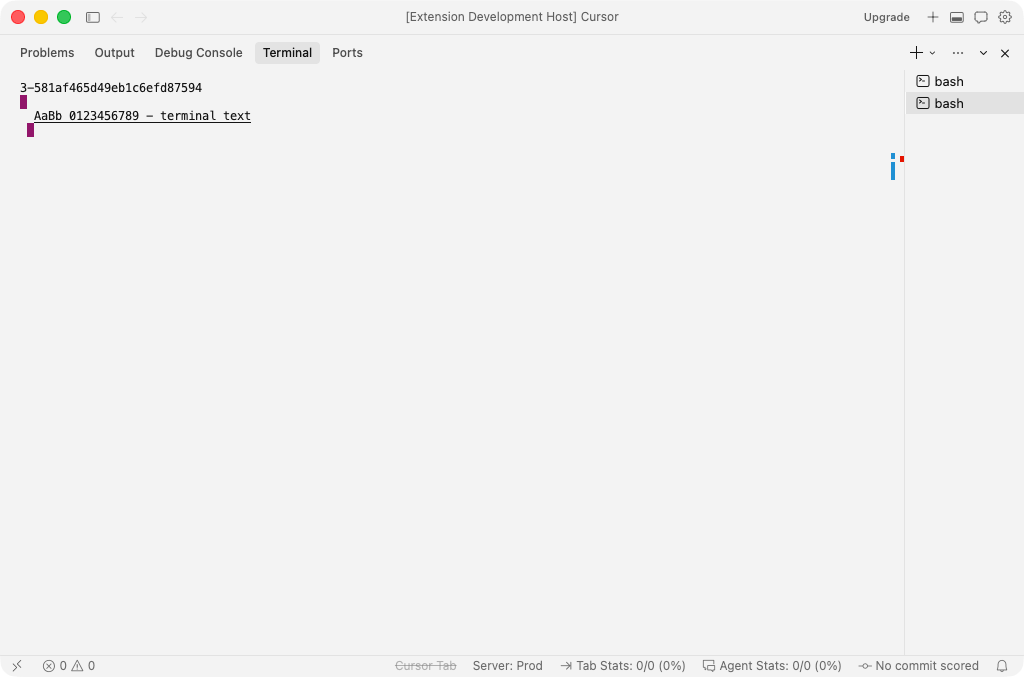 [Extension Development Host] Cursor
Upgrade
Problems Output Debug Console Terminal Ports
3-581af465d49eb1c6efd87594
AaBb 0123456789 - terminal text
bash
bash
0 0 Cursor Tab Server: Prod Tab Stats: 0/0 (0%) Agent Stats: 0/0 (0%) No commit scored